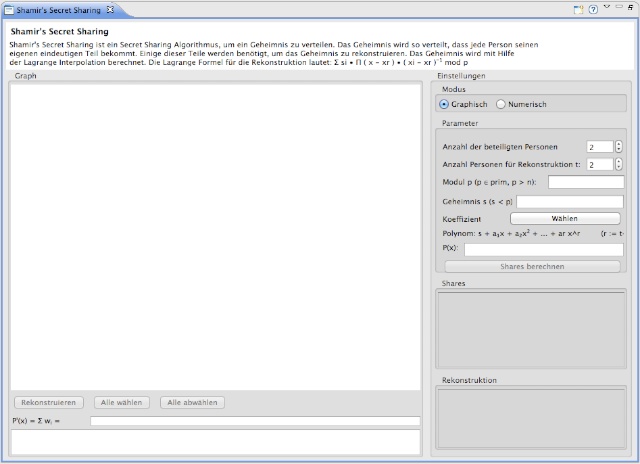 Shamir's Secret Sharing
Shamir's Secret Sharing
Shamir's Secret Sharing ist ein Secret Sharing Algorithmus, um ein Geheimnis zu verteilen. Das Geheimnis wird so verteilt, dass jede Person seinen
eigenen eindeutigen Teil bekommt. Einige dieser Teile werden benötigt, um das Geheimnis zu rekonstruieren. Das Geheimnis wird mit Hilfe
der Lagrange Interpolation berechnet. Die Lagrange Formel für die Rekonstruktion lautet: Σ si • Π ( x − xr ) • ( xi − xr )⁻¹ mod p
Graph
Einstellungen
Modus
Graphisch
Numerisch
Parameter
Anzahl der beteiligten Personen 2
Anzahl Personen für Rekonstruktion t: 2
Modul p (p ∈ prim, p > n):
Geheimnis s (s < p)
Koeffizient Wählen
Polynom: s + a₁x + a₂x² + ... + ar x^r (r := t-
P(x):
Shares berechnen
Shares
Rekonstruktion
Rekonstruieren Alle wählen Alle abwählen
P'(x) = Σ wᵢ =